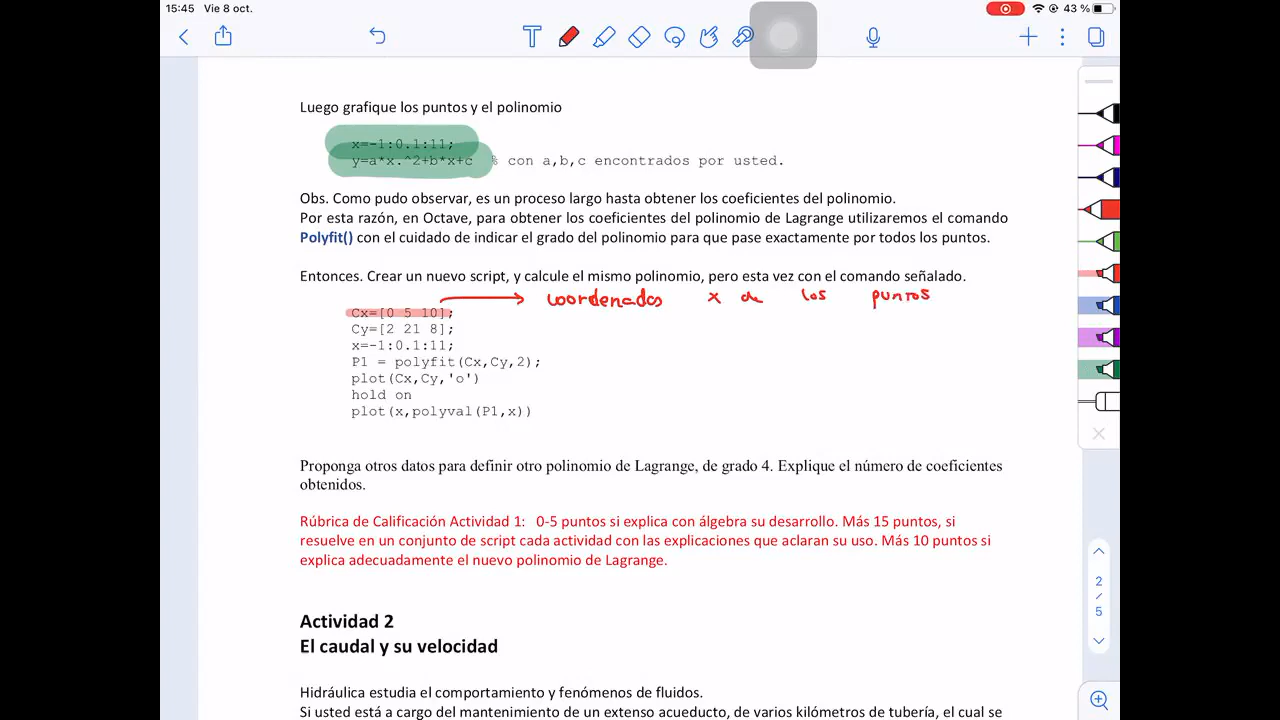 15:45 Vie 8 oct. 43 %
Luego grafique los puntos y el polinomio
x=-1:0.1:11;
y=a*x.^2+b*x+c % con a,b,c encontrados por usted.
Obs. Como pudo observar, es un proceso largo hasta obtener los coeficientes del polinomio.
Por esta razón, en Octave, para obtener los coeficientes del polinomio de Lagrange utilizaremos el comando
Polyfit() con el cuidado de indicar el grado del polinomio para que pase exactamente por todos los puntos.
Entonces. Crear un nuevo script, y calcule el mismo polinomio, pero esta vez con el comando señalado.
coordenadas x de los puntos
Cx=[0 5 10];
Cy=[2 21 8];
x=-1:0.1:11;
P1 = polyfit(Cx,Cy,2);
plot(Cx,Cy,'o')
hold on
plot(x,polyval(P1,x))
Proponga otros datos para definir otro polinomio de Lagrange, de grado 4. Explique el número de coeficientes
obtenidos.
Rúbrica de Calificación Actividad 1: 0-5 puntos si explica con álgebra su desarrollo. Más 15 puntos, si
resuelve en un conjunto de script cada actividad con las explicaciones que aclaran su uso. Más 10 puntos si
explica adecuadamente el nuevo polinomio de Lagrange.
2
/
5
Actividad 2
El caudal y su velocidad
Hidráulica estudia el comportamiento y fenómenos de fluidos.
Si usted está a cargo del mantenimiento de un extenso acueducto, de varios kilómetros de tubería, el cual se